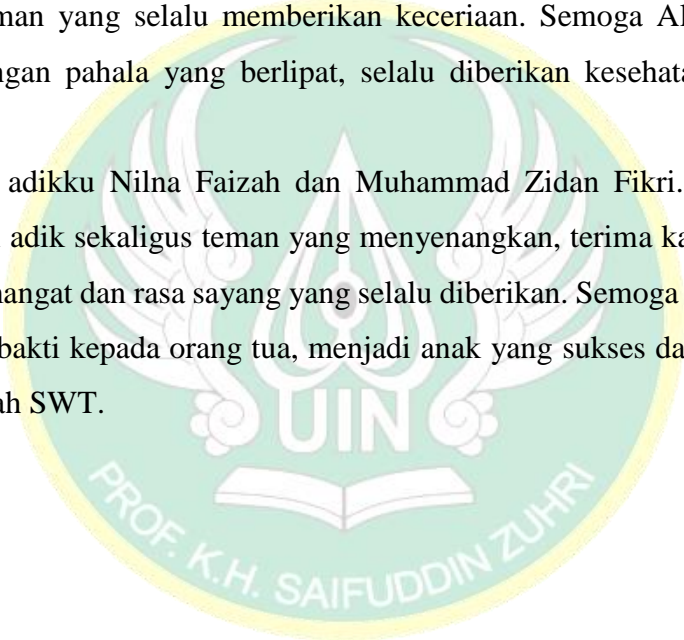 man yang selalu memberikan keceriaan. Semoga Al
ngan pahala yang berlipat, selalu diberikan kesehata
adikku Nilna Faizah dan Muhammad Zidan Fikri.
adik sekaligus teman yang menyenangkan, terima ka
nangat dan rasa sayang yang selalu diberikan. Semoga
bakti kepada orang tua, menjadi anak yang sukses da
ah SWT.
UIN
PROF. K.H. SAIFUDDIN ZUHRI